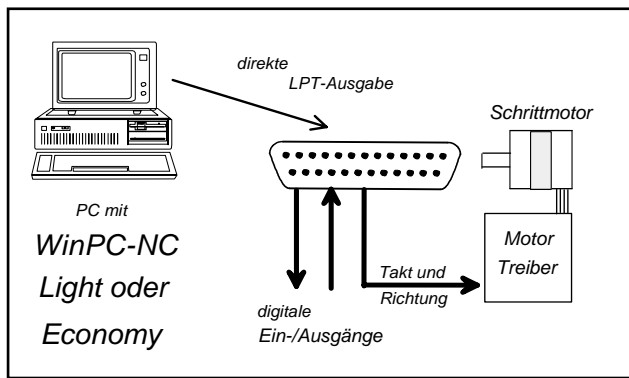 direkte
LPT-Ausgabe
Schrittmotor
PC mit
WinPC-NC
Light oder
Economy
digitale
Ein-/Ausgänge
Takt und
Richtung
Motor
Treiber